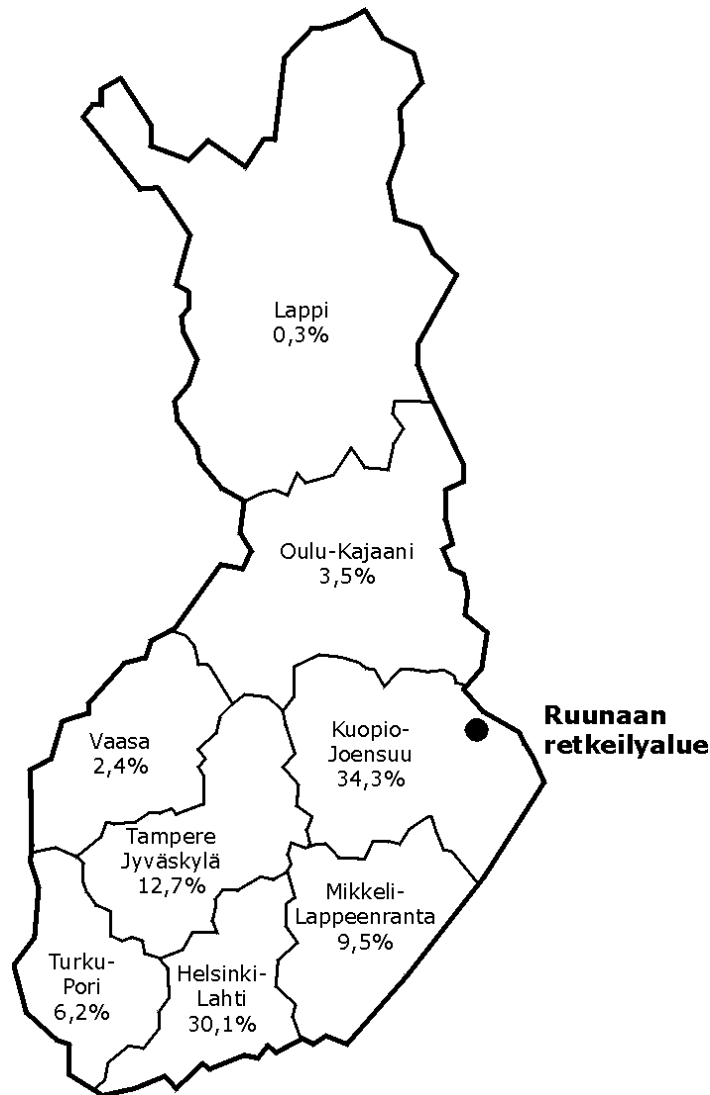 Lappi
0,3%
Oulu-Kajaani
3,5%
Ruunaan
retkeilyalue
Kuopio-
Joensuu
34,3%
Vaasa
2,4%
Tampere
Jyväskylä
12,7%
Mikkeli-
Lappeenranta
9,5%
Turku-
Pori
6,2%
Helsinki-
Lahti
30,1%